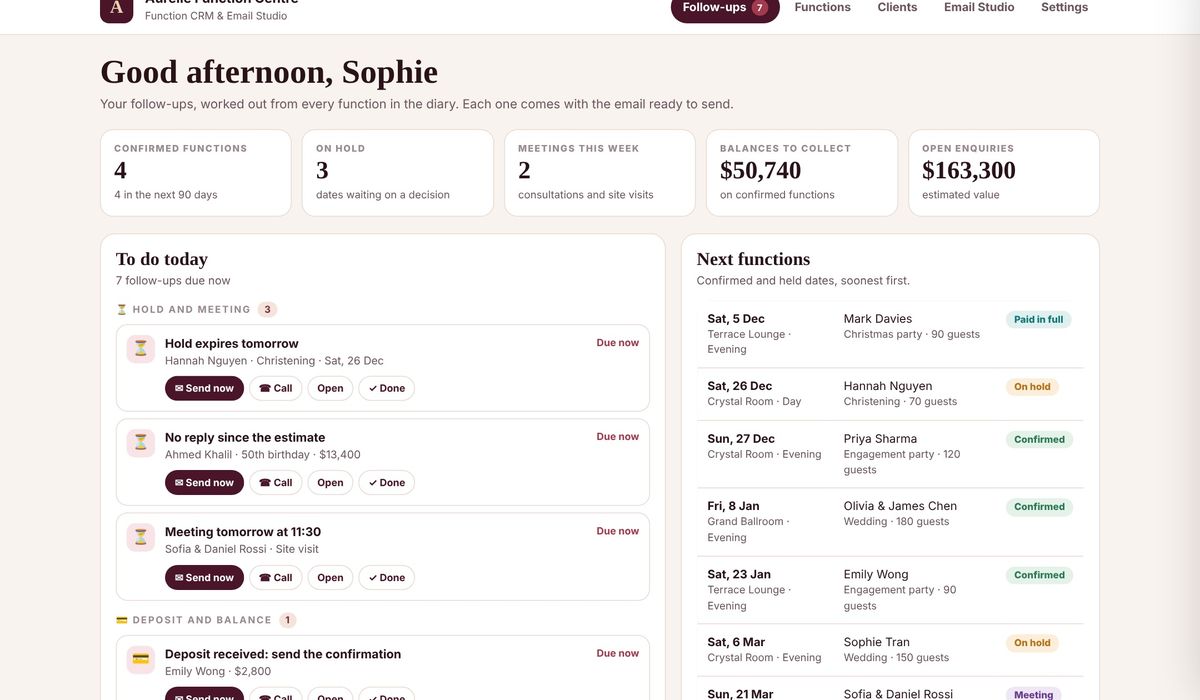 A
Aurelle Function Centre
Function CRM & Email Studio
Follow-ups 7
Functions
Clients
Email Studio
Settings
Good afternoon, Sophie
Your follow-ups, worked out from every function in the diary. Each one comes with the email ready to send.
CONFIRMED FUNCTIONS
4
4 in the next 90 days
ON HOLD
3
dates waiting on a decision
MEETINGS THIS WEEK
2
consultations and site visits
BALANCES TO COLLECT
$50,740
on confirmed functions
OPEN ENQUIRIES
$163,300
estimated value
To do today
7 follow-ups due now
⏳ HOLD AND MEETING 3
Hold expires tomorrow
Due now
Hannah Nguyen · Christening · Sat, 26 Dec
✉ Send now
☎ Call
Open
✓ Done
No reply since the estimate
Due now
Ahmed Khalil · 50th birthday · $13,400
✉ Send now
☎ Call
Open
✓ Done
Meeting tomorrow at 11:30
Due now
Sofia & Daniel Rossi · Site visit
✉ Send now
☎ Call
Open
✓ Done
💳 DEPOSIT AND BALANCE 1
Deposit received: send the confirmation
Due now
Emily Wong · $2,800
✉ Send now
☎ Call
Open
✓ Done
Next functions
Confirmed and held dates, soonest first.
Sat, 5 Dec
Terrace Lounge ·
Evening
Mark Davies
Christmas party · 90 guests
Paid in full
Sat, 26 Dec
Crystal Room · Day
Hannah Nguyen
Christening · 70 guests
On hold
Sun, 27 Dec
Crystal Room · Evening
Priya Sharma
Engagement party · 120
guests
Confirmed
Fri, 8 Jan
Grand Ballroom ·
Evening
Olivia & James Chen
Wedding · 180 guests
Confirmed
Sat, 23 Jan
Terrace Lounge ·
Evening
Emily Wong
Engagement party · 90
guests
Confirmed
Sat, 6 Mar
Crystal Room · Evening
Sophie Tran
Wedding · 150 guests
On hold
Sun, 21 Mar
Sofia & Daniel Rossi
Meeting